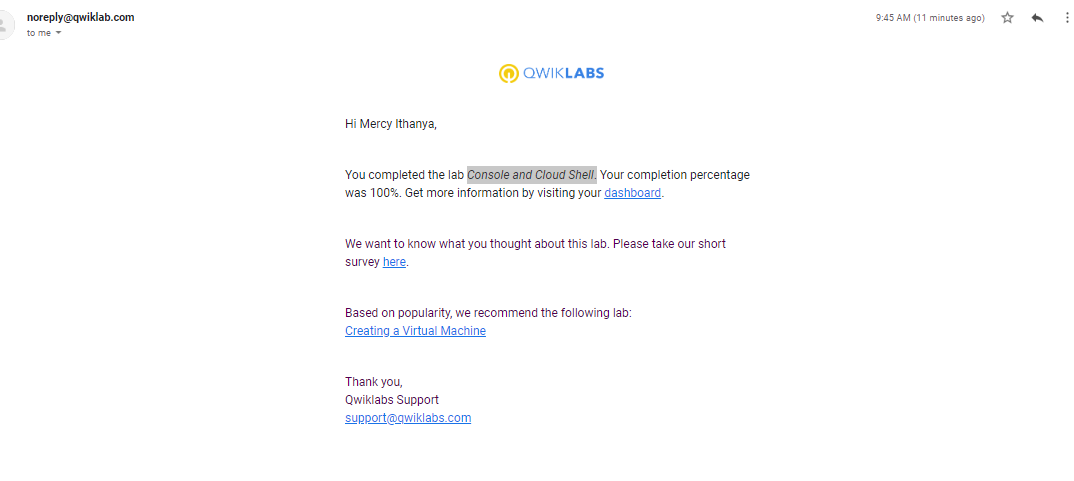 noreply@qwiklab.com
9:45 AM (11 minutes ago)
to me
QWIKLABS
Hi Mercy Ithanya,
You completed the lab Console and Cloud Shell. Your completion percentage
was 100%. Get more information by visiting your dashboard.
We want to know what you thought about this lab. Please take our short
survey here.
Based on popularity, we recommend the following lab:
Creating a Virtual Machine
Thank you,
Qwiklabs Support
support@qwiklabs.com